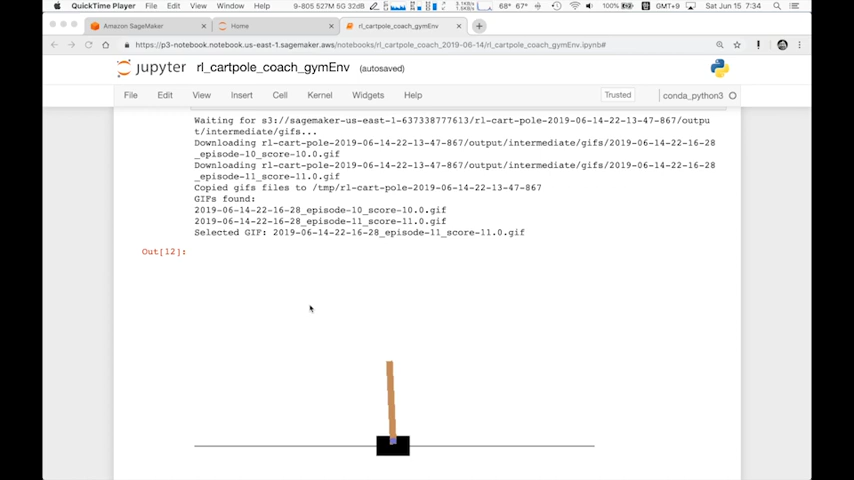 QuickTime Player File Edit View Window Help 9-805 527M 5G 32dB 68° 67° 100% GMT+9 Sat Jun 15 7:34
Amazon SageMaker × Home × rl_cartpole_coach_gymEnv ×
https://p3-notebook.notebook.us-east-1.sagemaker.aws/notebooks/rl_cartpole_coach_2019-06-14/rl_cartpole_coach_gymEnv.ipynb#
jupyter rl_cartpole_coach_gymEnv (autosaved)
File Edit View Insert Cell Kernel Widgets Help Trusted conda_python3
Waiting for s3://sagemaker-us-east-1-637338777613/rl-cart-pole-2019-06-14-22-13-47-867/outpu
t/intermediate/gifs...
Downloading rl-cart-pole-2019-06-14-22-13-47-867/output/intermediate/gifs/2019-06-14-22-16-28
_episode-10_score-10.0.gif
Downloading rl-cart-pole-2019-06-14-22-13-47-867/output/intermediate/gifs/2019-06-14-22-16-28
_episode-11_score-11.0.gif
Copied gifs files to /tmp/rl-cart-pole-2019-06-14-22-13-47-867
GIFs found:
2019-06-14-22-16-28_episode-10_score-10.0.gif
2019-06-14-22-16-28_episode-11_score-11.0.gif
Selected GIF: 2019-06-14-22-16-28_episode-11_score-11.0.gif
Out[12]: